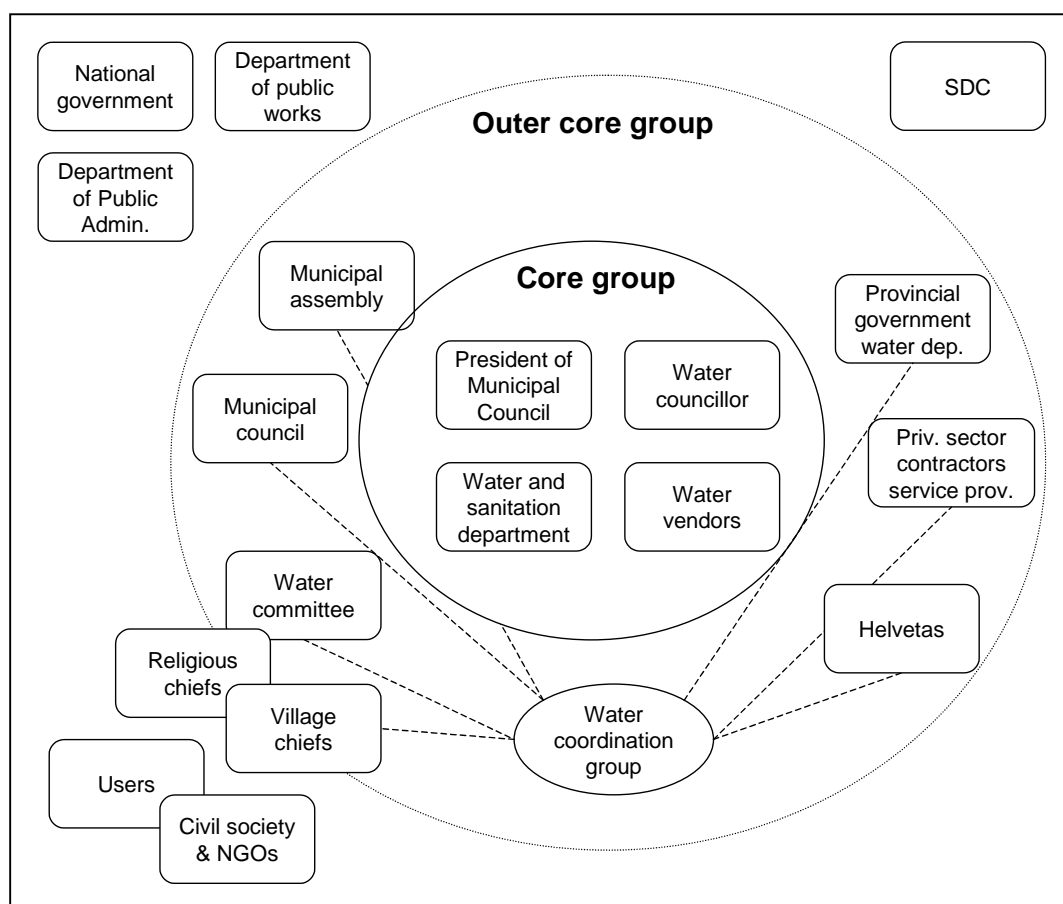 National
government
Department
of public
works
SDC
Outer core group
Department
of Public
Admin.
Municipal
assembly
Core group
Provincial
government
water dep.
President of
Municipal
Council
Water
councillor
Municipal
council
Priv. sector
contractors
service prov.
Water and
sanitation
department
Water
vendors
Water
committee
Helvetas
Religious
chiefs
Village
chiefs
Water
coordination
group
Users
Civil society
& NGOs